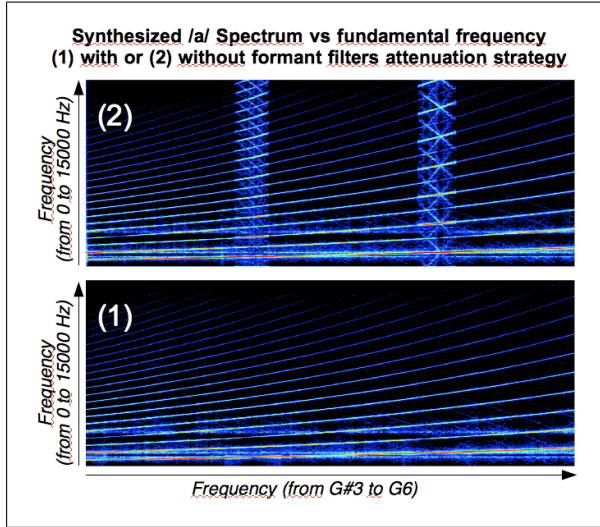 Synthesized /a/ Spectrum vs fundamental frequency
(1) with or (2) without formant filters attenuation strategy
(2)
Frequency
(from 0 to 15000 Hz)
(1)
Frequency
(from 0 to 15000 Hz)
Frequency (from G#3 to G6)